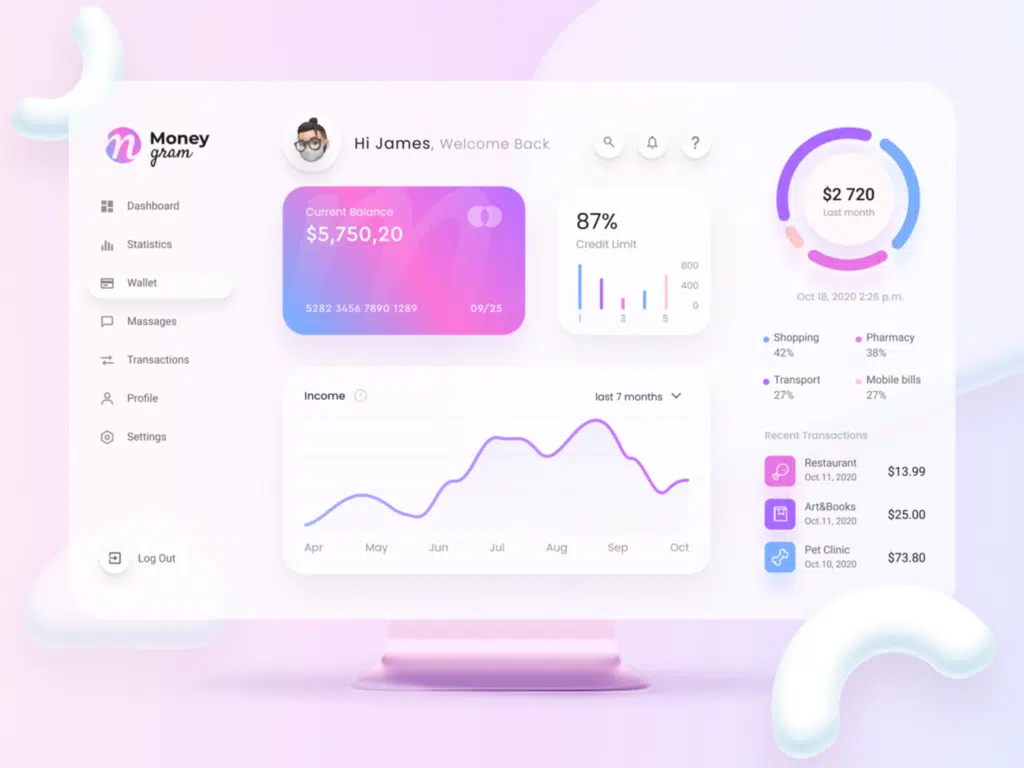 Money
gram
Dashboard
Statistics
Wallet
Massages
Transactions
Profile
Settings
Log Out
Hi James, Welcome Back
?
Current Balance
$5,750,20
5282 3456 7890 1289
09/25
87%
Credit Limit
800
400
0
1 3 5
Income
last 7 months
Apr May Jun Jul Aug Sep Oct
$2 720
Last month
Oct 18, 2020 2:26 p.m.
Shopping
42%
Pharmacy
38%
Transport
27%
Mobile bills
27%
Recent Transactions
Restaurant
Oct.11, 2020
$13.99
Art&Books
Oct.11, 2020
$25.00
Pet Clinic
Oct.10, 2020
$73.80